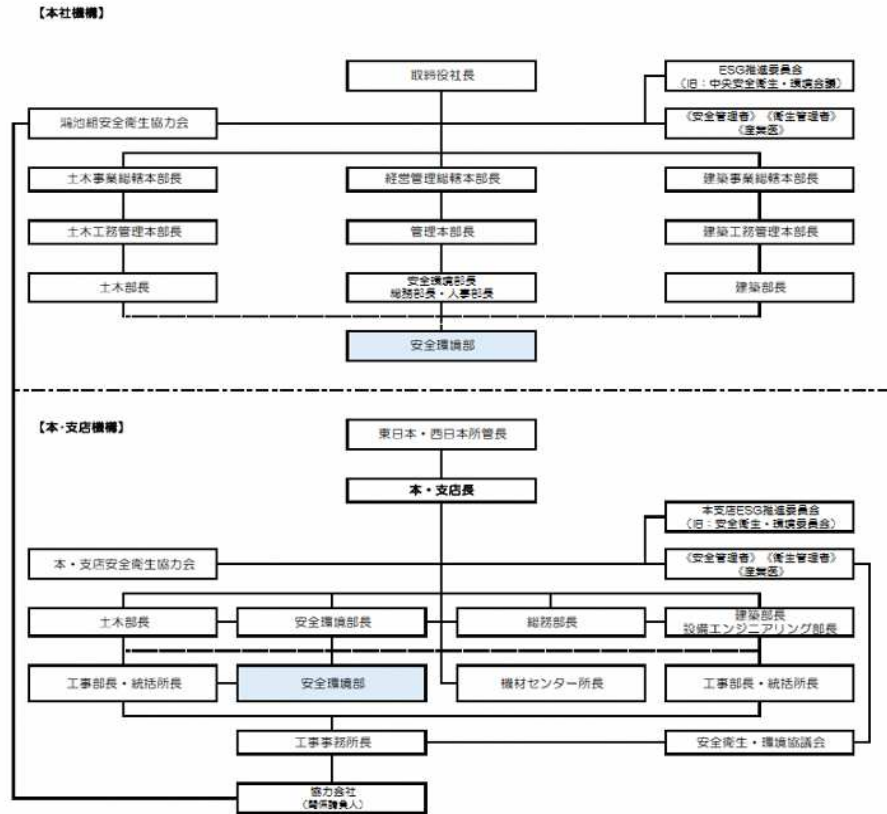 【本社機構】
取締役社長
ESG推進委員会
(旧:中央安全衛生・環境会議)
鴻池組安全衛生協力会
《安全管理者》《衛生管理者》
《産業医》
土木事業総轄本部長
経営管理総轄本部長
建築事業総轄本部長
土木工務管理本部長
管理本部長
建築工務管理本部長
土木部長
安全環境部長
総務部長・人事部長
建築部長
安全環境部
【本・支店機構】
東日本・西日本所管長
本・支店長
本支店ESG推進委員会
(旧:安全衛生・環境委員会)
本・支店安全衛生協力会
《安全管理者》《衛生管理者》
《産業医》
土木部長
安全環境部長
総務部長
建築部長
設備エンジニアリング部長
工事部長・統括所長
安全環境部
機材センター所長
工事部長・統括所長
工事事務所長
安全衛生・環境協議会
協力会社
(関係請負人)